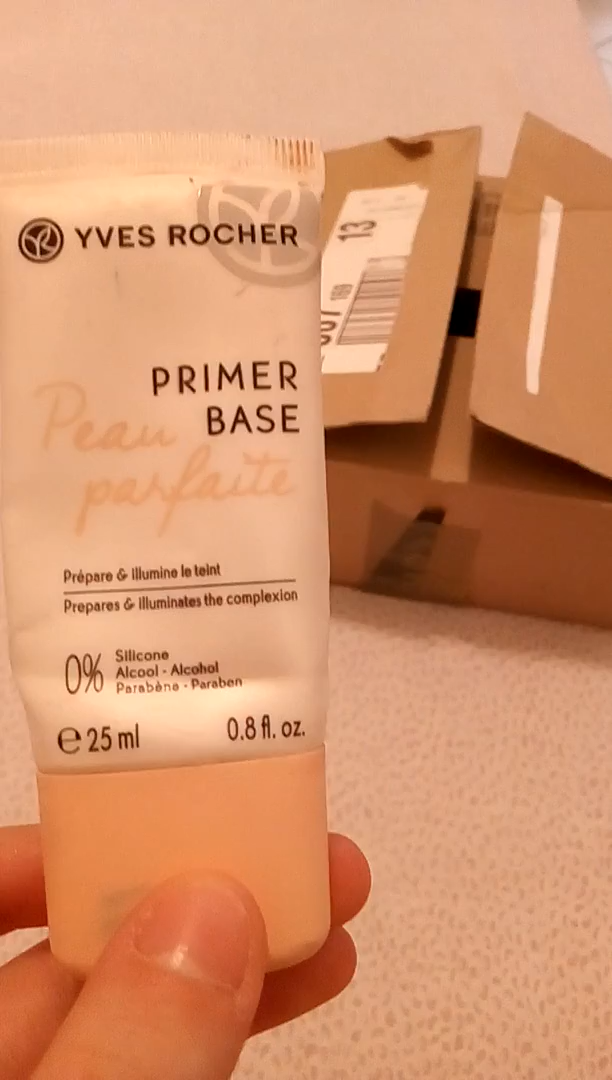 YVES ROCHER
PRIMER
BASE
Peau
parfaite
Prépare & illumine le teint
Prepares & illuminates the complexion
0%
Silicone
Alcool - Alcohol
Parabène - Paraben
e 25 ml
0.8 fl. oz.
13
169